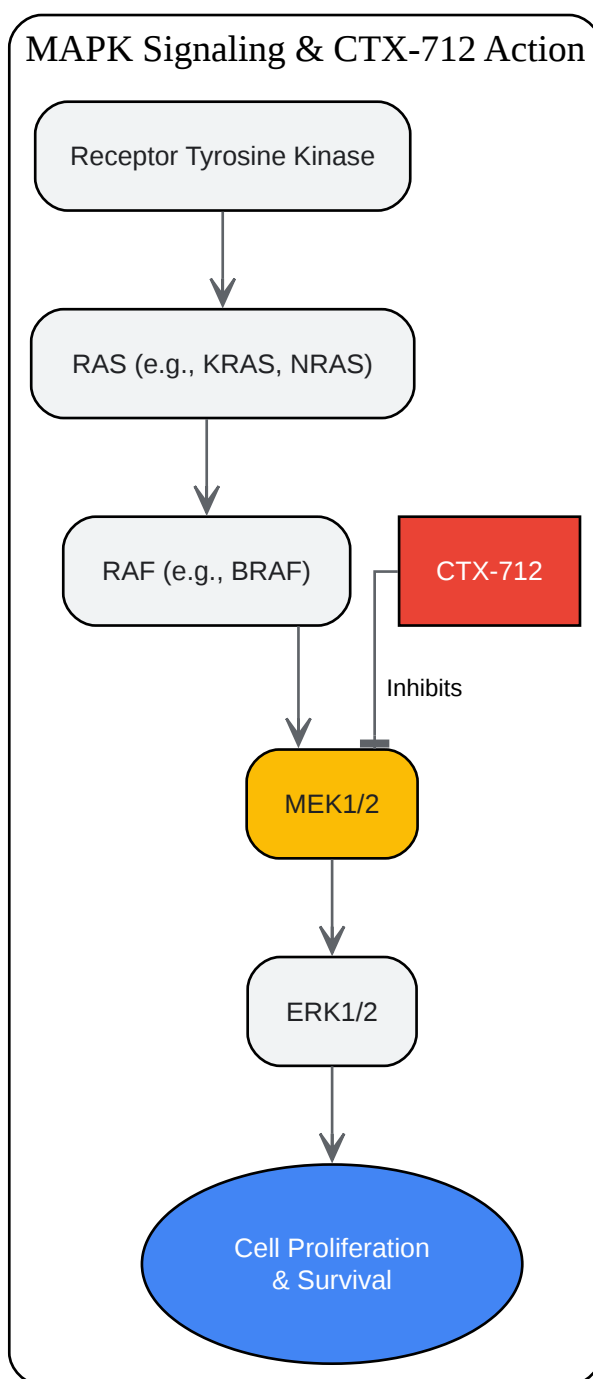 MAPK Signaling & CTX-712 Action
Receptor Tyrosine Kinase
RAS (e.g., KRAS, NRAS)
RAF (e.g., BRAF)
CTX-712
Inhibits
MEK1/2
ERK1/2
Cell Proliferation
& Survival